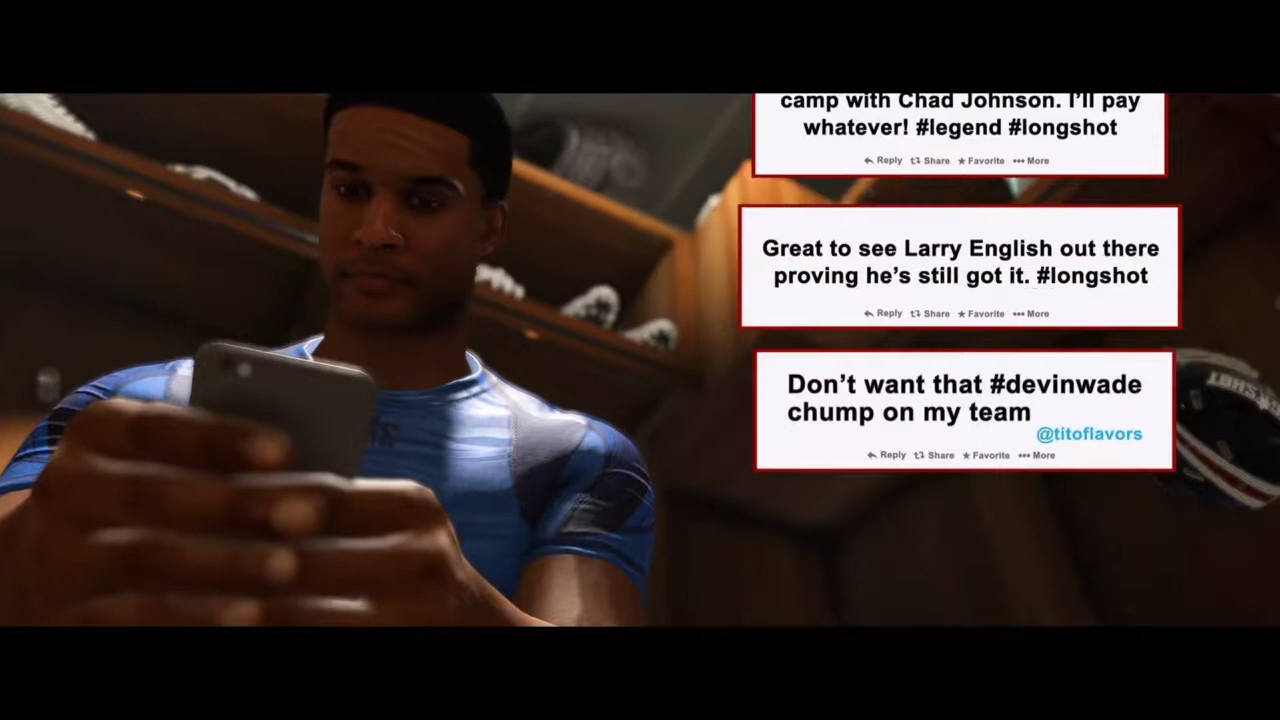 camp with Chad Johnson. I'll pay
whatever! #legend #longshot
Reply Share Favorite More
Great to see Larry English out there
proving he's still got it. #longshot
Reply Share Favorite More
Don't want that #devinwade
chump on my team
@titoflavors
Reply Share Favorite More